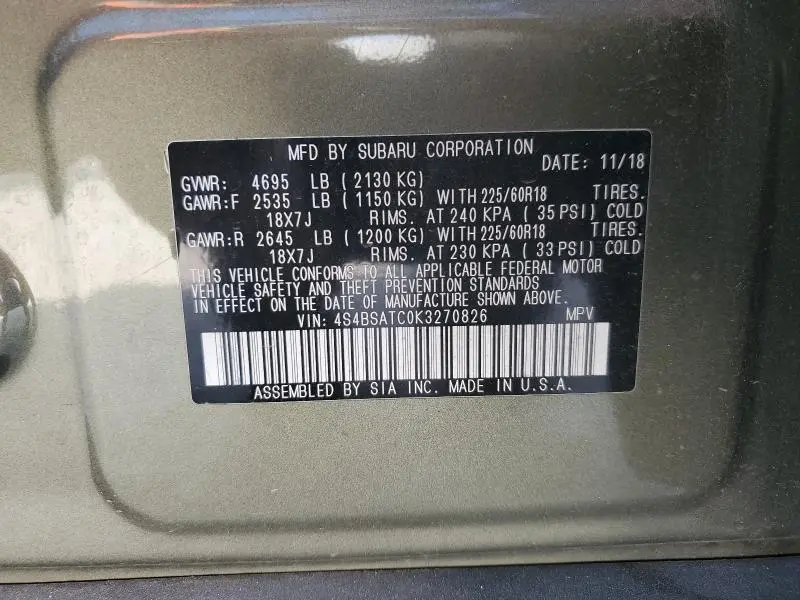 MFD BY SUBARU CORPORATION DATE: 11/18
GVWR: 4695 LB ( 2130 KG)
GAWR:F 2535 LB ( 1150 KG) WITH 225/60R18 TIRES.
18X7J RIMS. AT 240 KPA ( 35 PSI) COLD
GAWR:R 2645 LB ( 1200 KG) WITH 225/60R18 TIRES.
18X7J RIMS. AT 230 KPA ( 33 PSI) COLD
THIS VEHICLE CONFORMS TO ALL APPLICABLE FEDERAL MOTOR
VEHICLE SAFETY AND THEFT PREVENTION STANDARDS
IN EFFECT ON THE DATE OF MANUFACTURE SHOWN ABOVE.
VIN: 4S4BSATC0K3270826 MPV
ASSEMBLED BY SIA INC. MADE IN U.S.A.